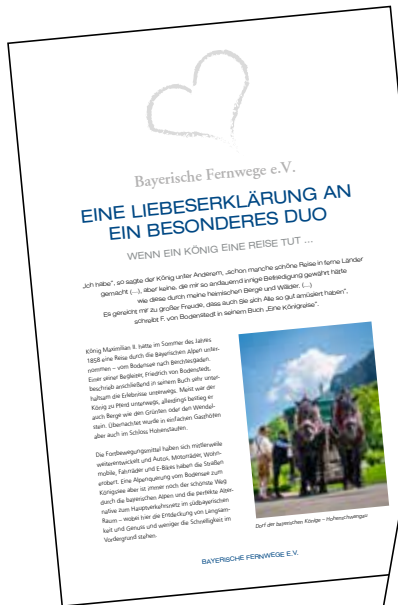 Bayerische Fernwege e.V.
EINE LIEBESERKLÄRUNG AN
EIN BESONDERES DUO
WENN EIN KÖNIG EINE REISE TUT ...
„Ich habe“, so sagte der König unter Anderem, „schon manche schöne Reise in ferne Länder
gemacht (...), aber keine, die mir so andauernd innige Befriedigung gewährt hätte
wie diese durch meine heimischen Berge und Wälder. (...)
Es gereicht mir zu großer Freude, dass auch Sie sich Alle so gut amüsiert haben“,
schreibt F. von Bodenstedt in seinem Buch „Eine Königsreise“.
König Maximilian II. hatte im Sommer des Jahres
1858 eine Reise durch die Bayerischen Alpen unter-
nommen – vom Bodensee nach Berchtesgaden.
Einer seiner Begleiter, Friedrich von Bodenstedt,
beschrieb anschließend in seinem Buch sehr unter-
haltsam die Erlebnisse unterwegs. Meist war der
König zu Pferd unterwegs, allerdings bestieg er
auch Berge wie den Grünten oder den Wendel-
stein. Übernachtet wurde in einfachen Gasthöfen
aber auch im Schloss Hohenschwangau.
Die Fortbewegungsmittel haben sich mittlerweile
weiterentwickelt und Autos, Motorräder, Wohn-
mobile, Fahrräder und E-Bikes haben die Straßen
erobert. Eine Alpenquerung vom Bodensee zum
Königssee aber ist immer noch der schönste Weg
durch die bayerischen Alpen und die perfekte Alter-
native zum Hauptverkehrsnetz im südbayerischen
Raum – wobei hier die Entdeckung von Langsam-
keit und Genuss und weniger die Schnelligkeit im
Vordergrund stehen.
Dorf der bayerischen Könige – Hohenschwangau
BAYERISCHE FERNWEGE E.V.